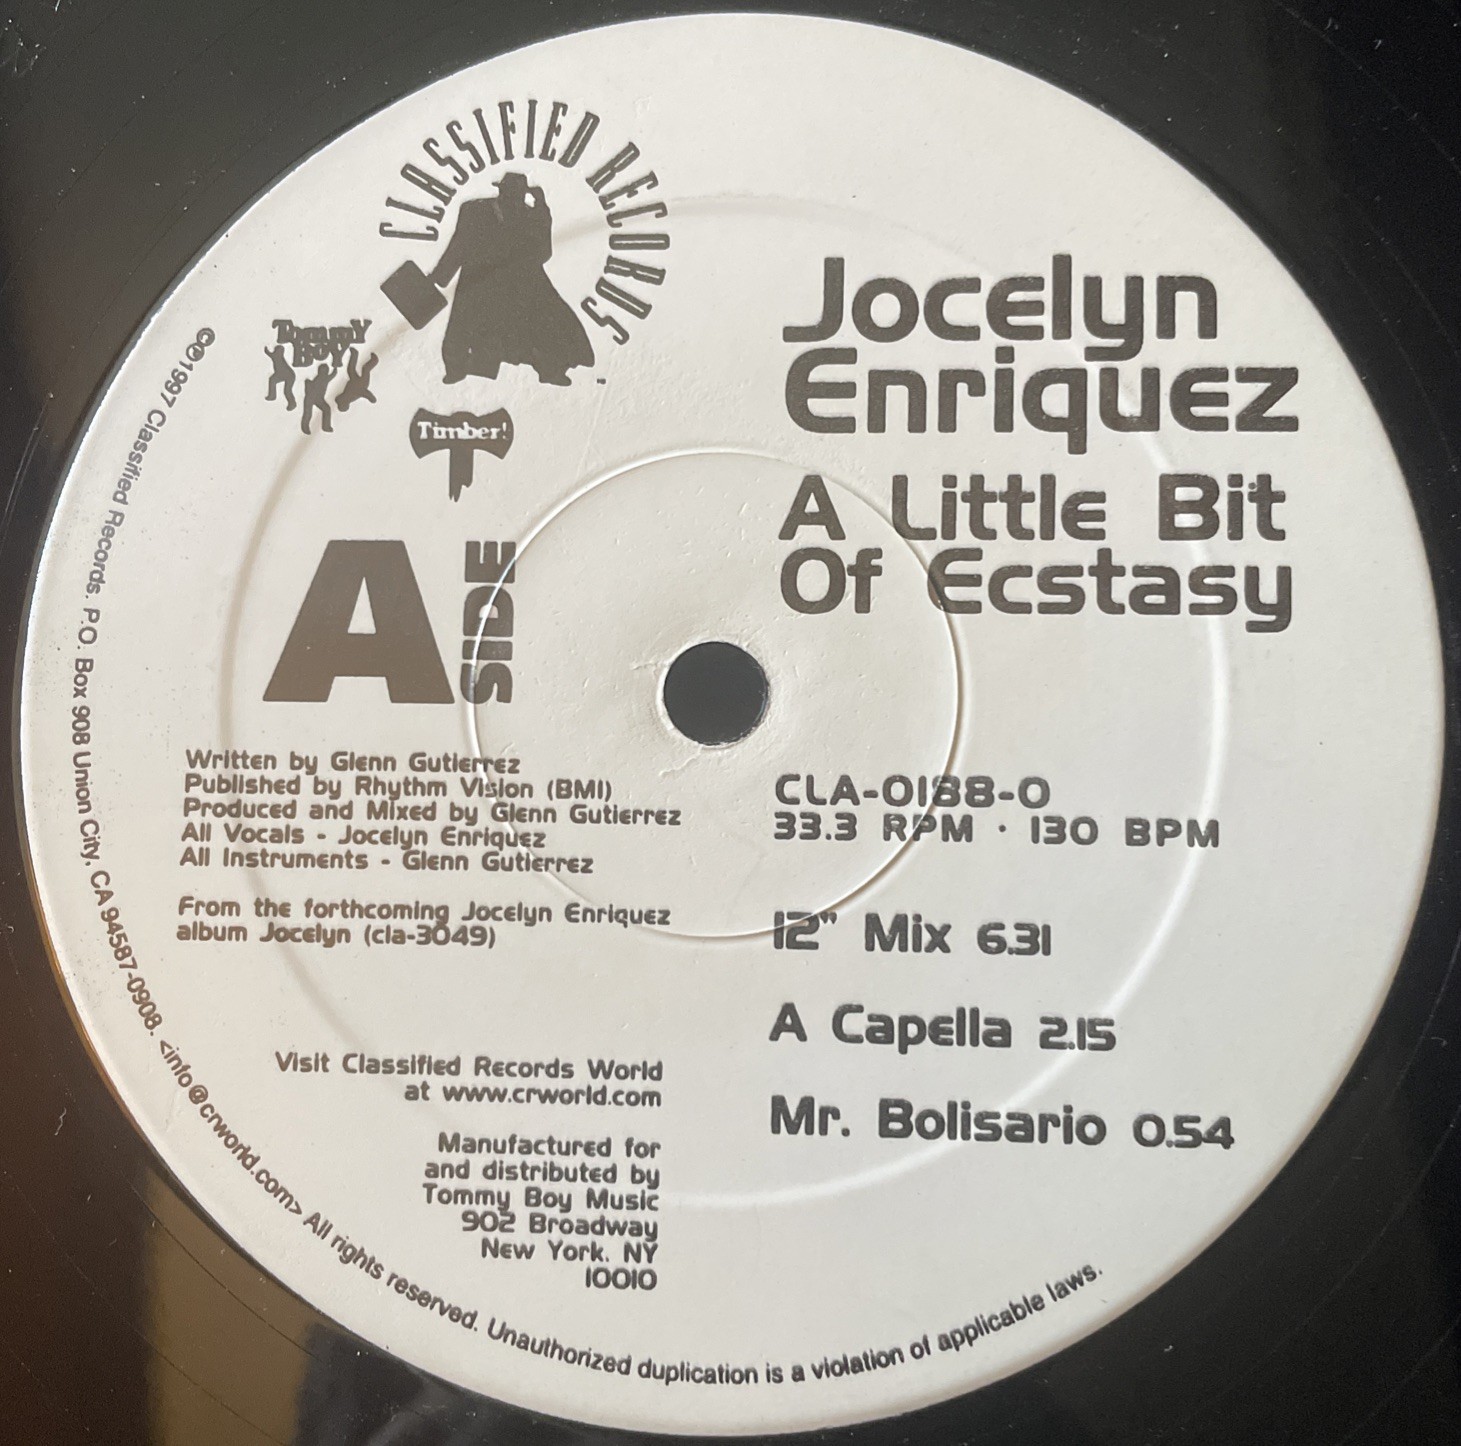 CLASSIFIED RECORDS
Tommy
Boy
Timber!
A
SIDE
Jocelyn
Enriquez
A Little Bit
Of Ecstasy
Written by Glenn Gutierrez
Published by Rhythm Vision (BMI)
Produced and Mixed by Glenn Gutierrez
All Vocals - Jocelyn Enriquez
All Instruments - Glenn Gutierrez
From the forthcoming Jocelyn Enriquez
album Jocelyn (cla-3049)
Visit Classified Records World
at www.crworld.com
Manufactured for
and distributed by
Tommy Boy Music
902 Broadway
New York, NY
10010
CLA-0188-0
33.3 RPM · 130 BPM
12" Mix 6.31
A Capella 2.15
Mr. Bolisario 0.54
©℗1997 Classified Records. P.O. Box 908 Union City, CA 94587-0908. <info@crworld.com> All rights reserved. Unauthorized duplication is a violation of applicable laws.